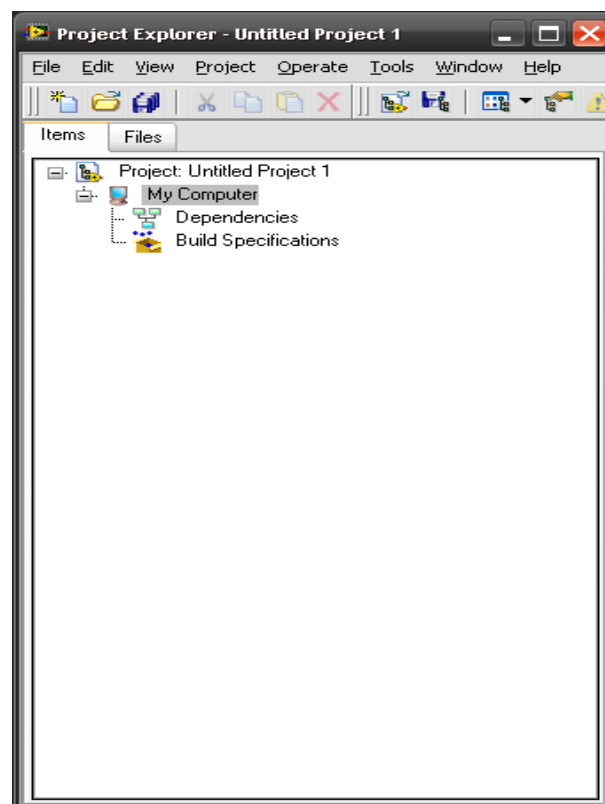 Project Explorer - Untitled Project 1
File Edit View Project Operate Tools Window Help
Items Files
Project: Untitled Project 1
My Computer
Dependencies
Build Specifications